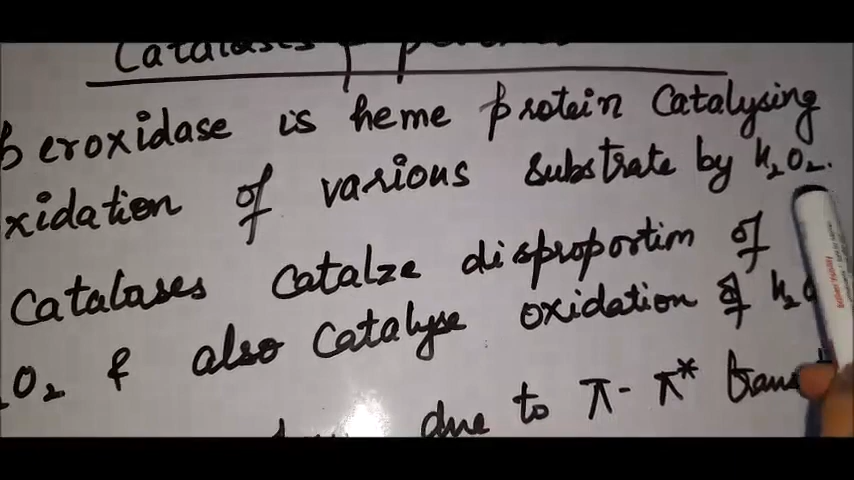 Catalases &
eroxidase is heme protein Catalysing
xidation of various substrate by H2O2.
Catalases Catalze disproportion of
O2 & also Catalyse oxidation of H2O
due to π- π* trans